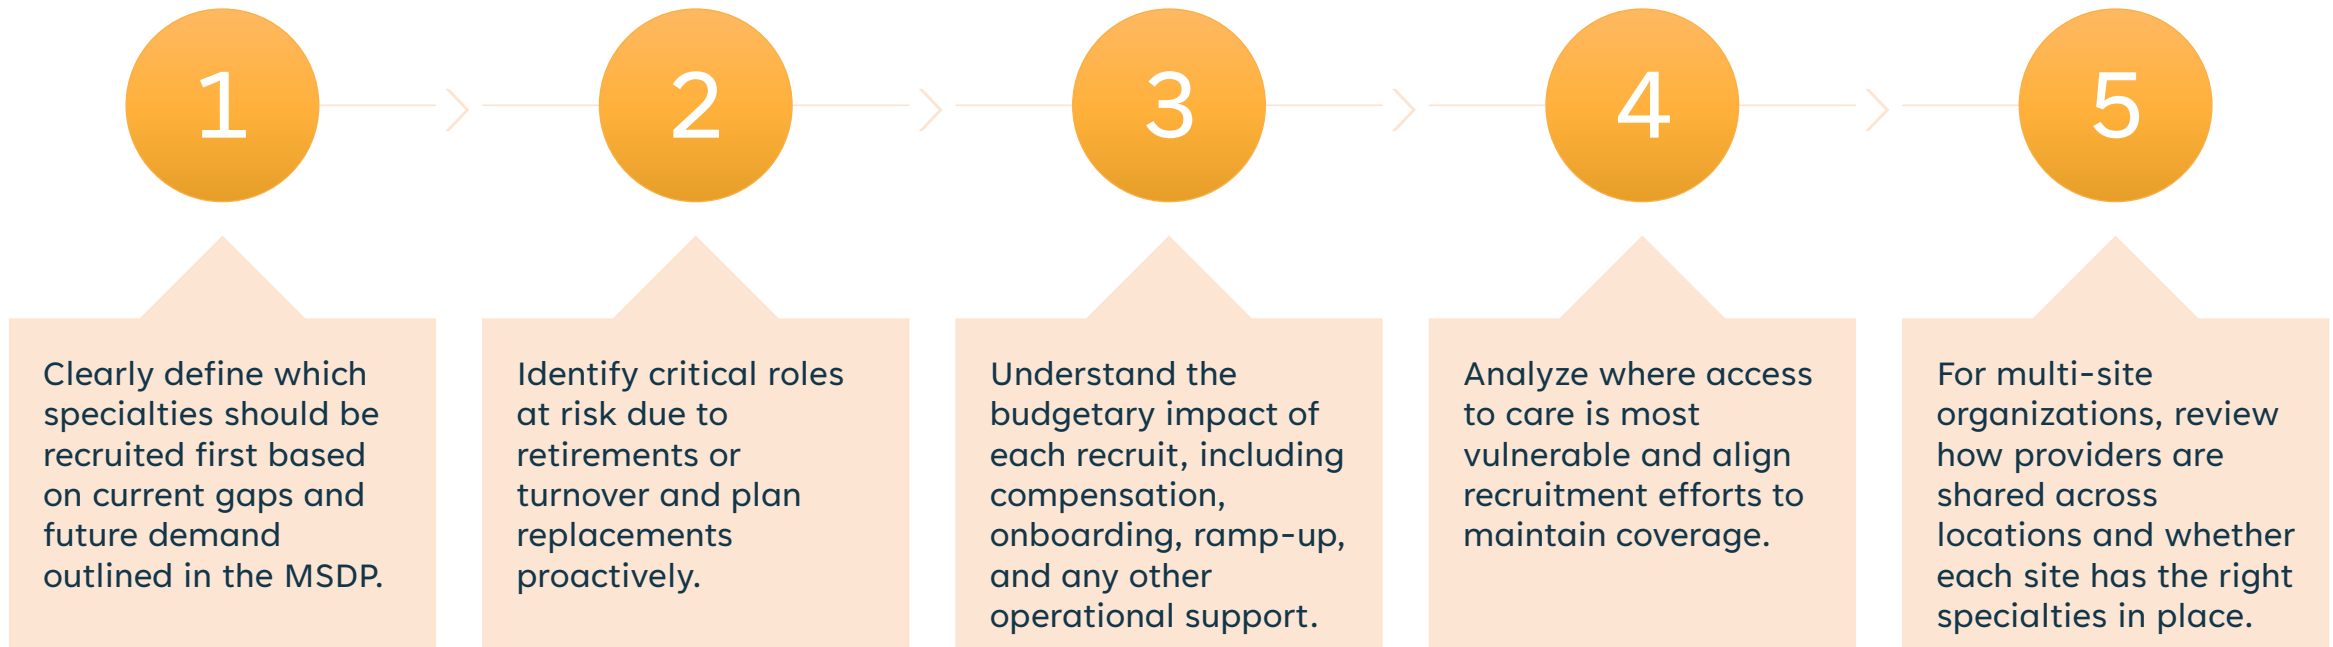 1
2
3
4
5
Clearly define which
specialties should be
recruited first based
on current gaps and
future demand
outlined in the MSDP.
Identify critical roles
at risk due to
retirements or
turnover and plan
replacements
proactively.
Understand the
budgetary impact of
each recruit, including
compensation,
onboarding, ramp-up,
and any other
operational support.
Analyze where access
to care is most
vulnerable and align
recruitment efforts to
maintain coverage.
For multi-site
organizations, review
how providers are
shared across
locations and whether
each site has the right
specialties in place.